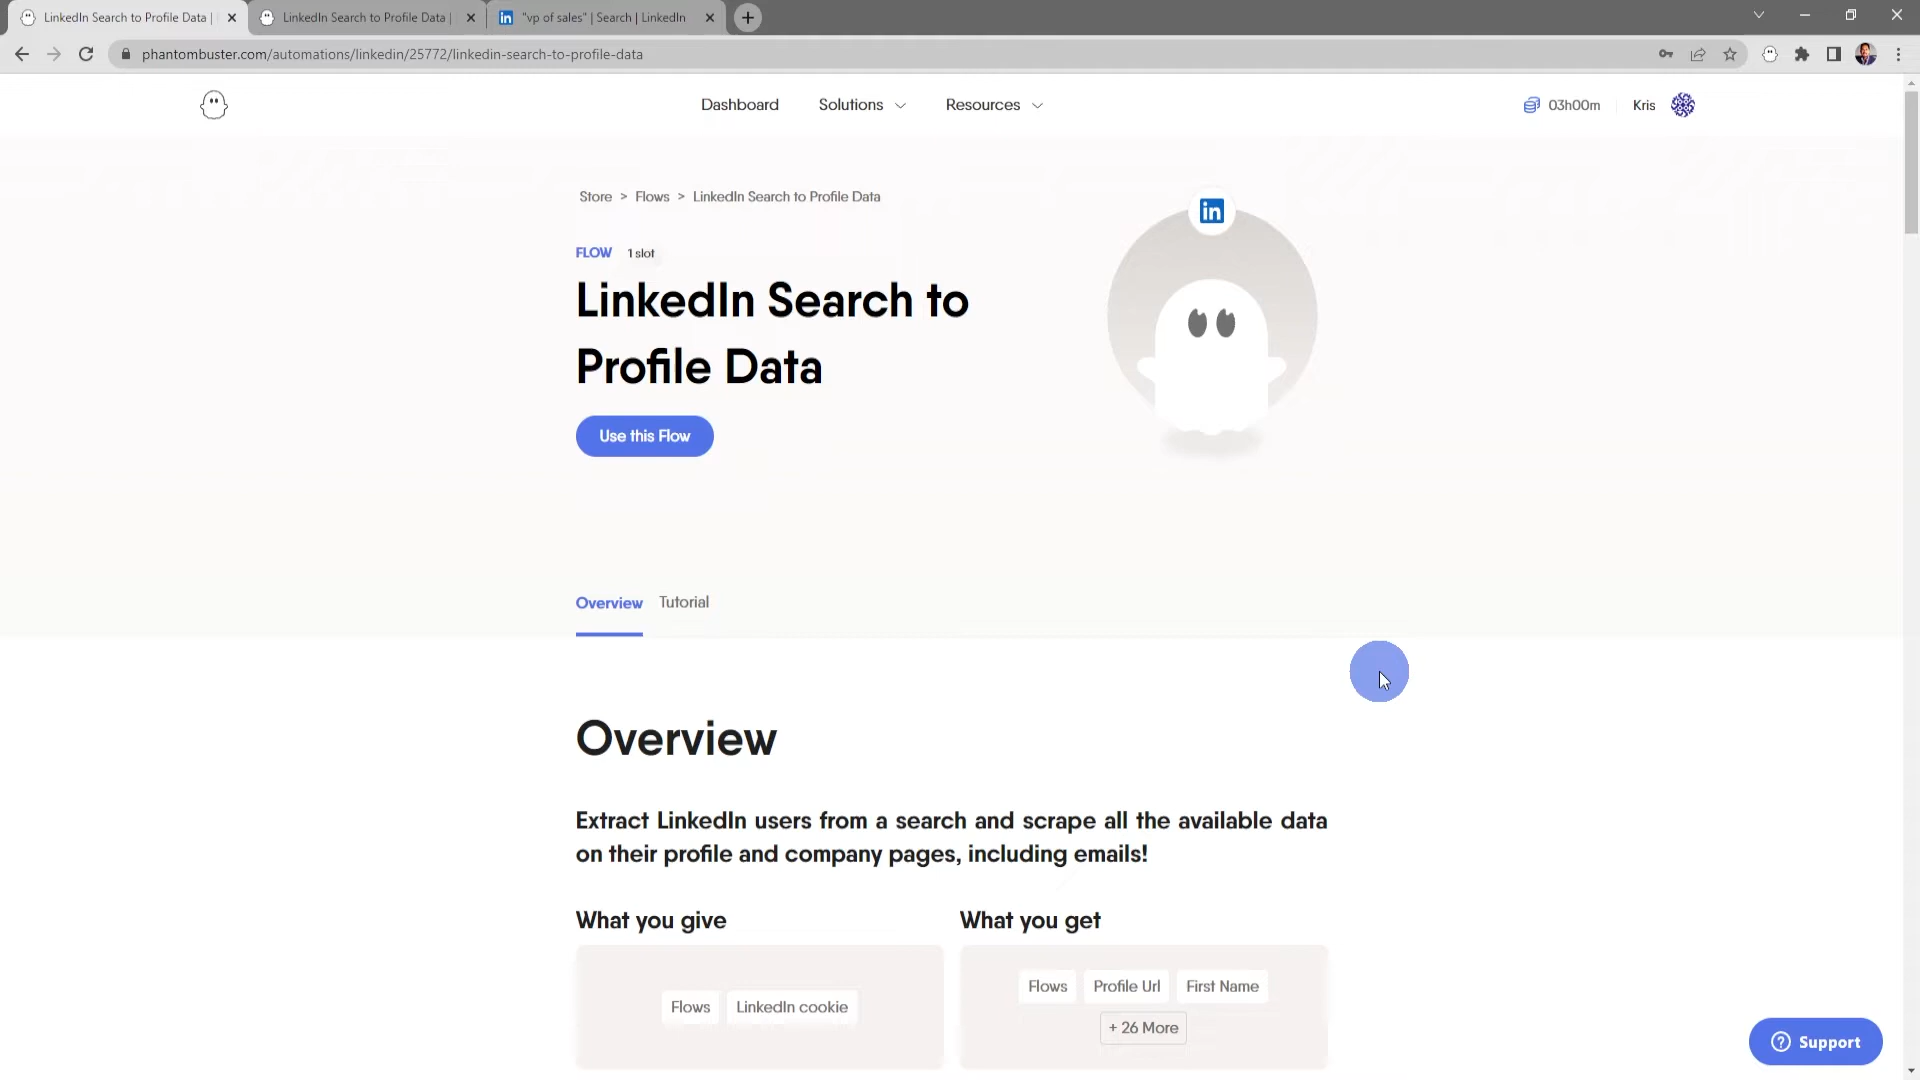 LinkedIn Search to Profile Data |
LinkedIn Search to Profile Data |
in "vp of sales" | Search | LinkedIn
phantombuster.com/automations/linkedin/25772/linkedin-search-to-profile-data
Dashboard Solutions Resources 03h00m Kris
Store > Flows > LinkedIn Search to Profile Data
in
FLOW 1 slot
LinkedIn Search to
Profile Data
Use this Flow
Overview Tutorial
Overview
Extract LinkedIn users from a search and scrape all the available data
on their profile and company pages, including emails!
What you give
Flows LinkedIn cookie
What you get
Flows Profile Url First Name
+ 26 More
? Support